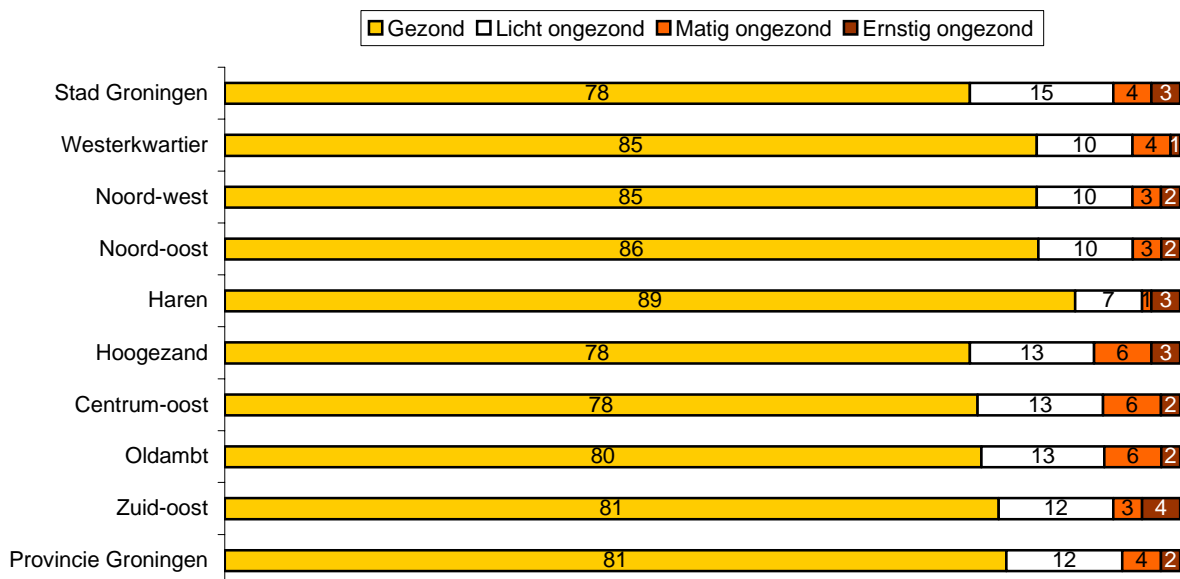 Gezond Licht ongezond Matig ongezond Ernstig ongezond
Stad Groningen 78 15 4 3
Westerkwartier 85 10 4 1
Noord-west 85 10 3 2
Noord-oost 86 10 3 2
Haren 89 7 1 3
Hoogezand 78 13 6 3
Centrum-oost 78 13 6 2
Oldambt 80 13 6 2
Zuid-oost 81 12 3 4
Provincie Groningen 81 12 4 2